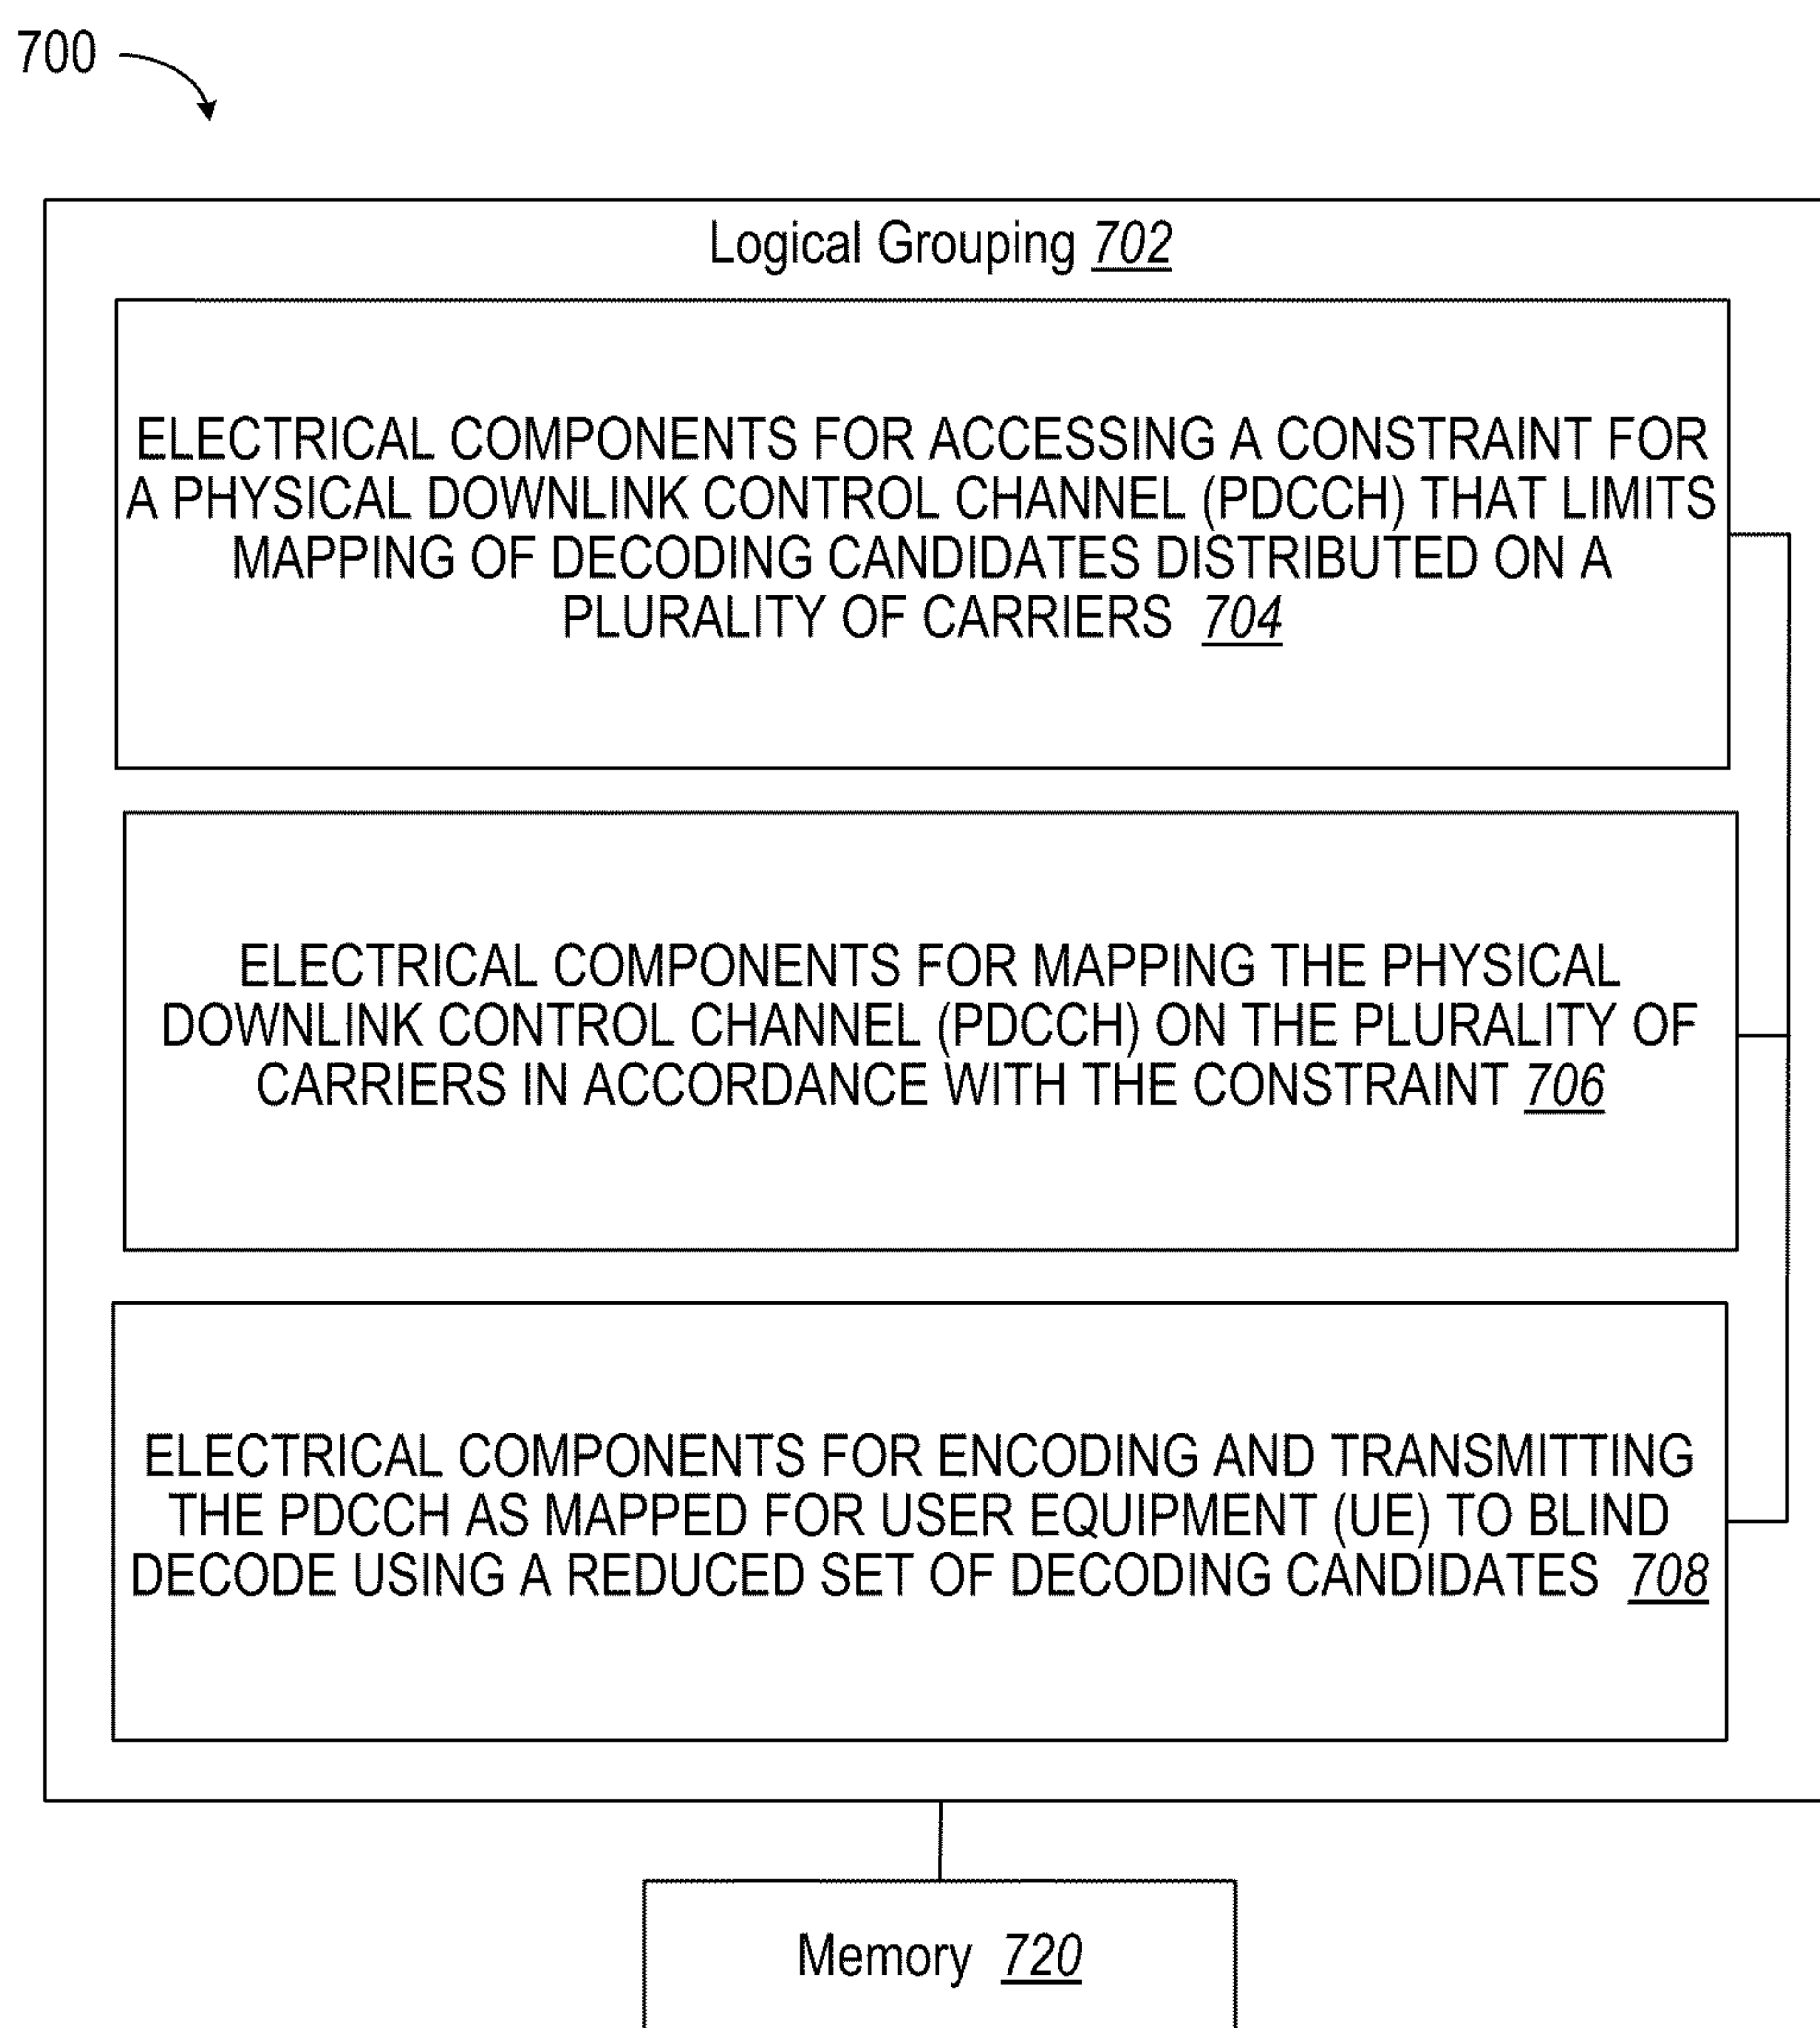 700
Logical Grouping 702
ELECTRICAL COMPONENTS FOR ACCESSING A CONSTRAINT FOR
A PHYSICAL DOWNLINK CONTROL CHANNEL (PDCCH) THAT LIMITS
MAPPING OF DECODING CANDIDATES DISTRIBUTED ON A
PLURALITY OF CARRIERS 704
ELECTRICAL COMPONENTS FOR MAPPING THE PHYSICAL
DOWNLINK CONTROL CHANNEL (PDCCH) ON THE PLURALITY OF
CARRIERS IN ACCORDANCE WITH THE CONSTRAINT 706
ELECTRICAL COMPONENTS FOR ENCODING AND TRANSMITTING
THE PDCCH AS MAPPED FOR USER EQUIPMENT (UE) TO BLIND
DECODE USING A REDUCED SET OF DECODING CANDIDATES 708
Memory 720